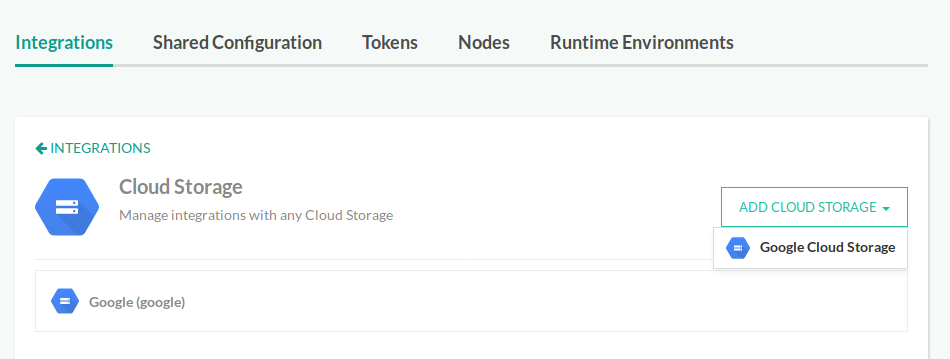 Integrations Shared Configuration Tokens Nodes Runtime Environments
INTEGRATIONS
Cloud Storage
Manage integrations with any Cloud Storage
ADD CLOUD STORAGE
Google Cloud Storage
Google (google)